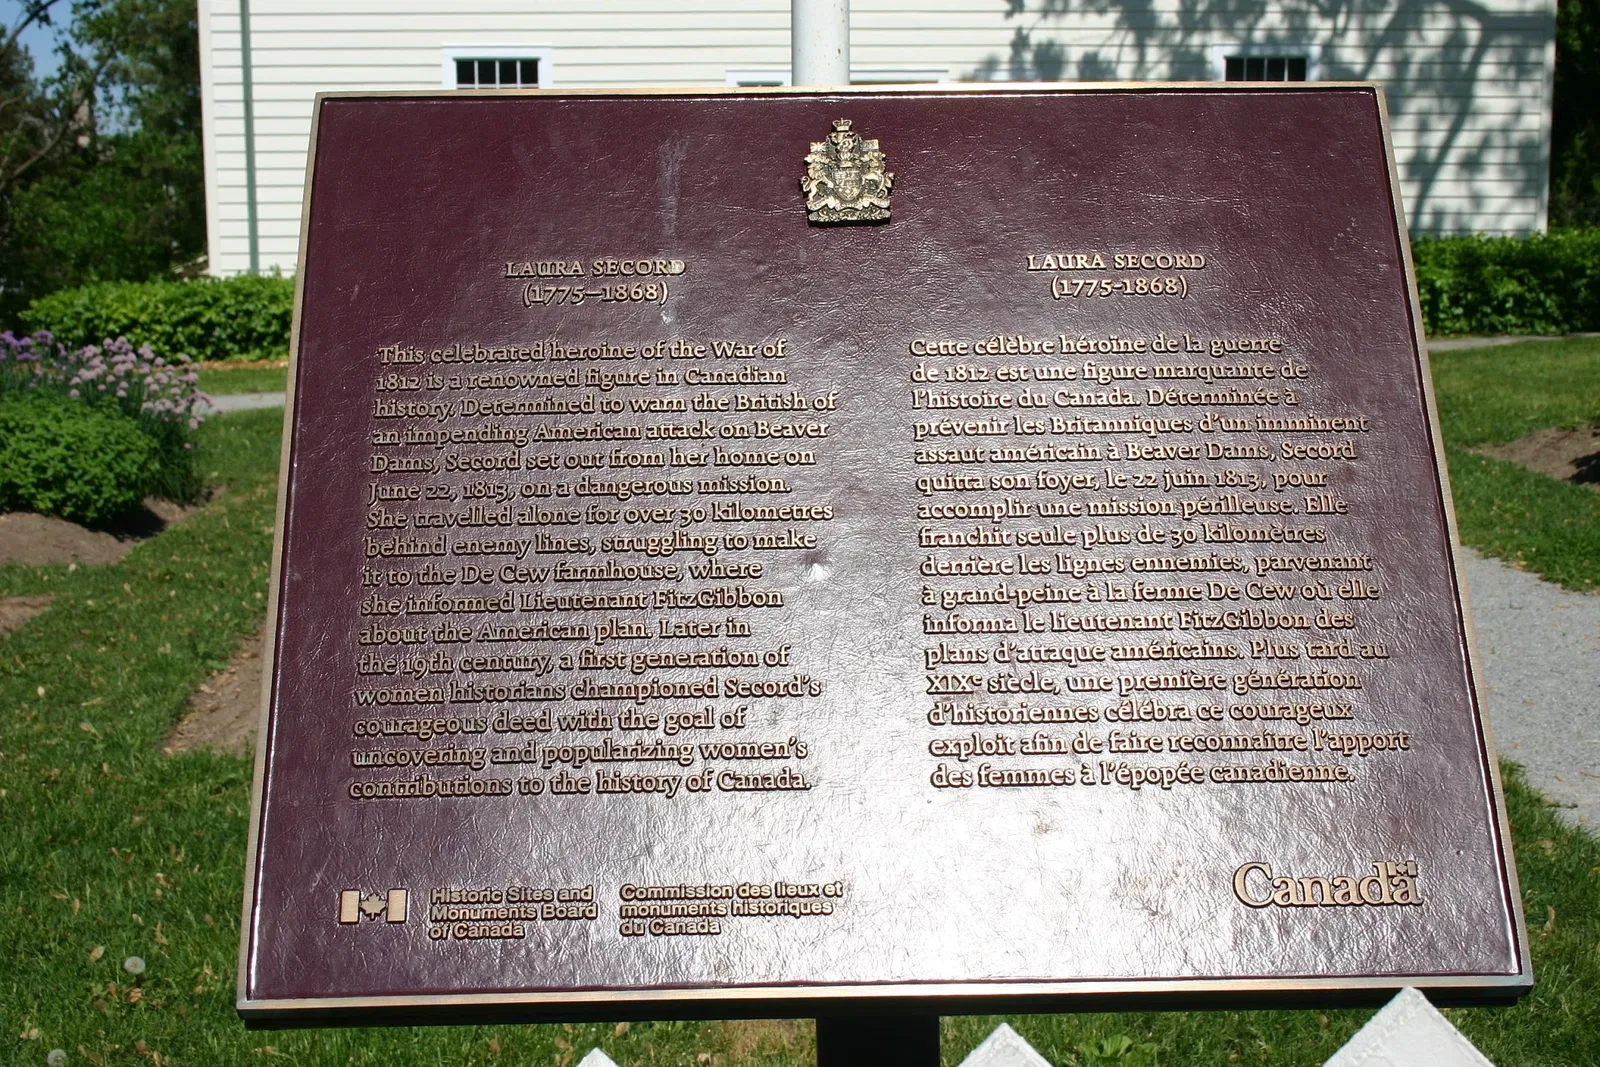 LAURA SECORD
(1775–1868)
This celebrated heroine of the War of
1812 is a renowned figure in Canadian
history. Determined to warn the British of
an impending American attack on Beaver
Dams, Secord set out from her home on
June 22, 1813, on a dangerous mission.
She travelled alone for over 30 kilometres
behind enemy lines, struggling to make
it to the De Cew farmhouse, where
she informed Lieutenant FitzGibbon
about the American plan. Later in
the 19th century, a first generation of
women historians championed Secord's
courageous deed with the goal of
uncovering and popularizing women's
contributions to the history of Canada.
LAURA SECORD
(1775-1868)
Cette célèbre héroïne de la guerre
de 1812 est une figure marquante de
l'histoire du Canada. Déterminée à
prévenir les Britanniques d'un imminent
assaut américain à Beaver Dams, Secord
quitta son foyer, le 22 juin 1813, pour
accomplir une mission périlleuse. Elle
franchit seule plus de 30 kilomètres
derrière les lignes ennemies, parvenant
à grand-peine à la ferme De Cew où elle
informa le lieutenant FitzGibbon des
plans d'attaque américains. Plus tard au
XIXe siècle, une première génération
d'historiennes célébra ce courageux
exploit afin de faire reconnaître l'apport
des femmes à l'épopée canadienne.
Historic Sites and
Monuments Board
of Canada
Commission des lieux et
monuments historiques
du Canada
Canada